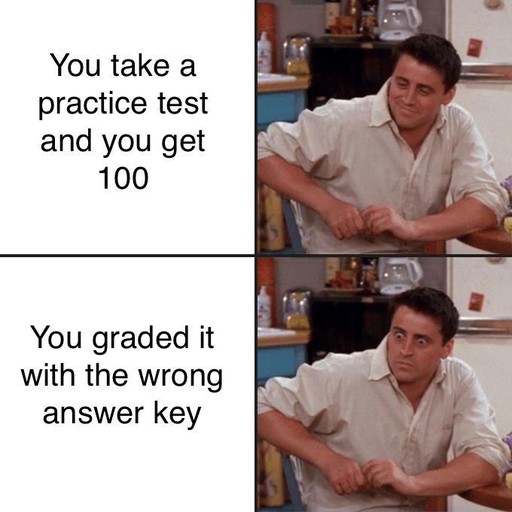 You take a
practice test
and you get
100
You graded it
with the wrong
answer key